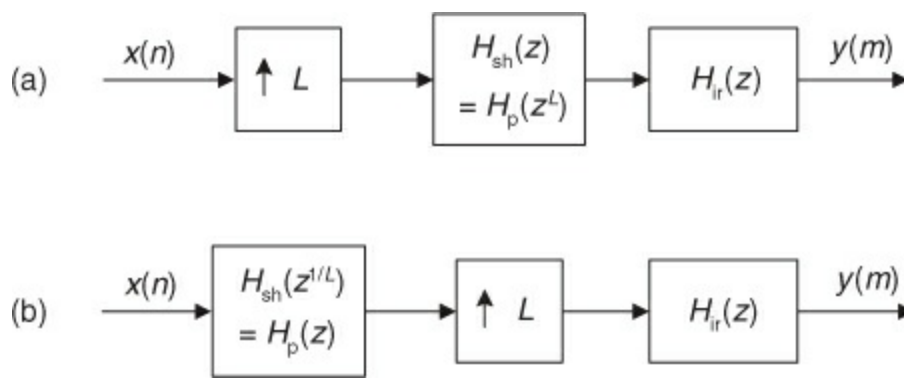 (a)
x(n)
↑ L
H_sh(z)
= H_p(z^L)
H_ir(z)
y(m)
(b)
x(n)
H_sh(z^{1/L})
= H_p(z)
↑ L
H_ir(z)
y(m)